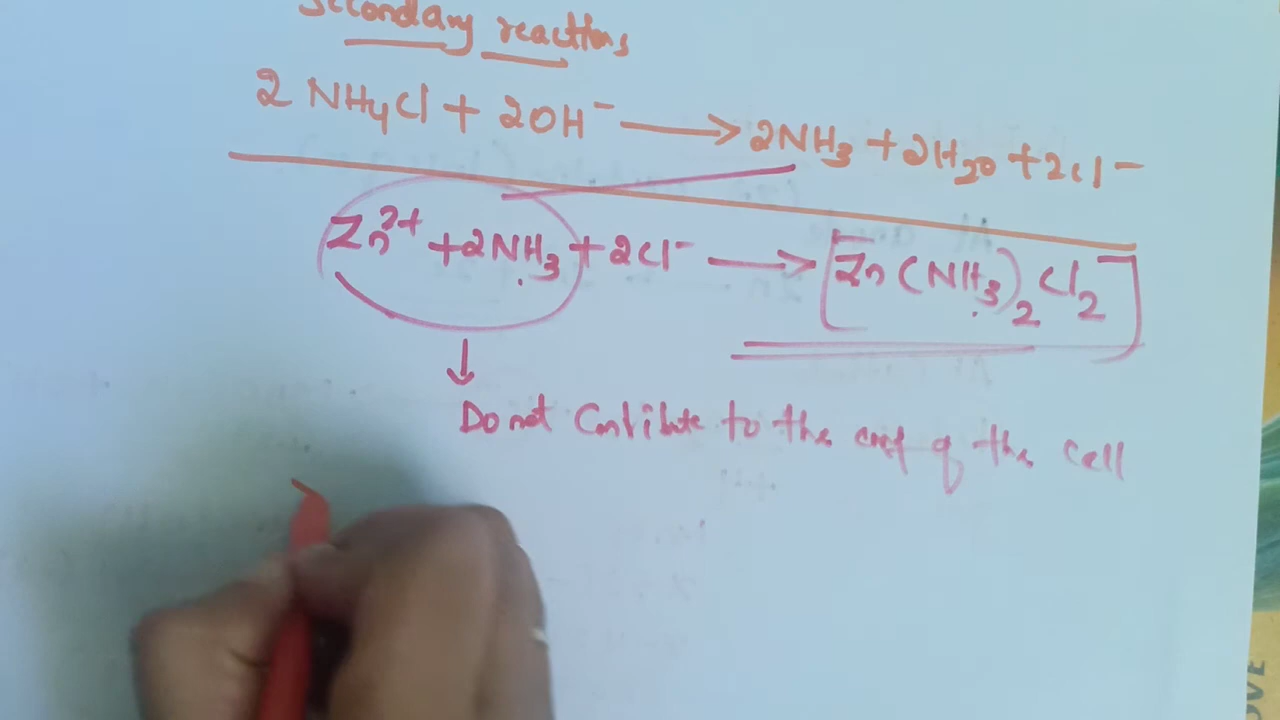 Secondary reactions
2 NH4Cl + 2OH⁻ ⟶ 2NH3 + 2H2O + 2Cl⁻
Zn²⁺ + 2NH3 + 2Cl⁻ ⟶ [Zn(NH3)2Cl2]
↓
Do not Contibute to the emf of the cell